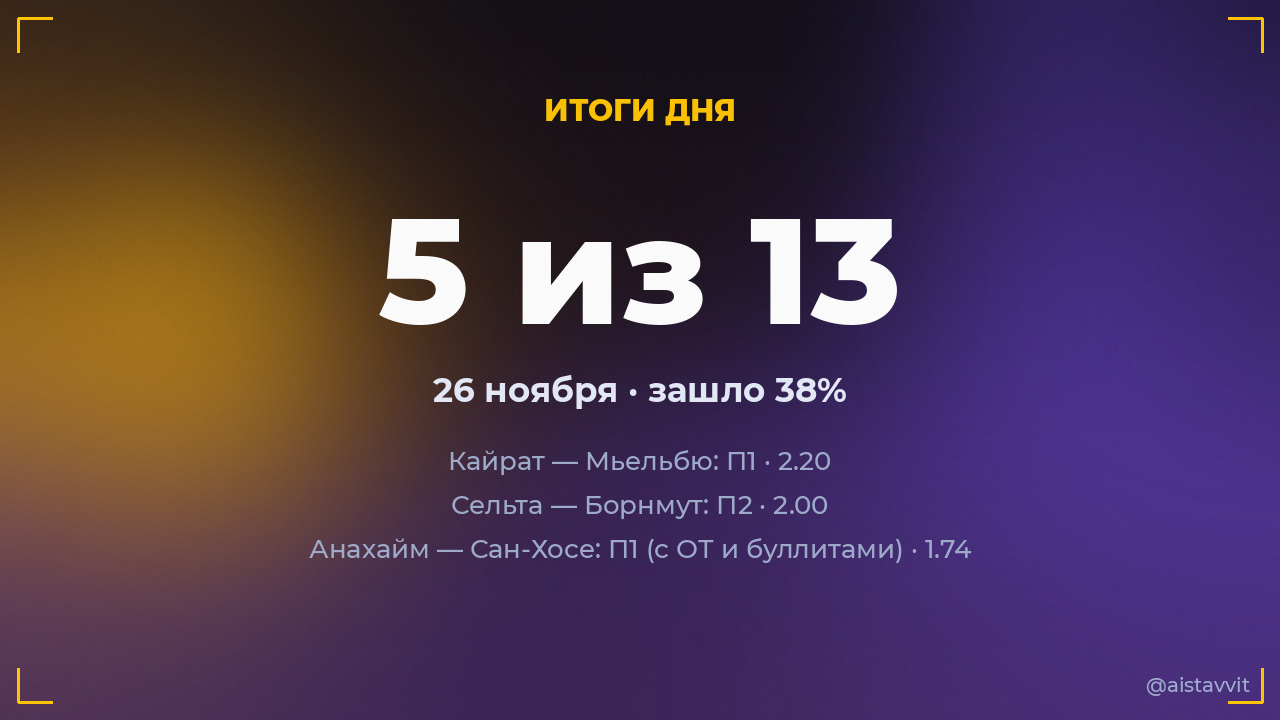 ИТОГИ ДНЯ
5 из 13
26 ноября · зашло 38%
Кайрат — Мьельбю: П1 · 2.20
Сельта — Борнмут: П2 · 2.00
Анахайм — Сан-Хосе: П1 (с ОТ и буллитами) · 1.74
@aistavvit